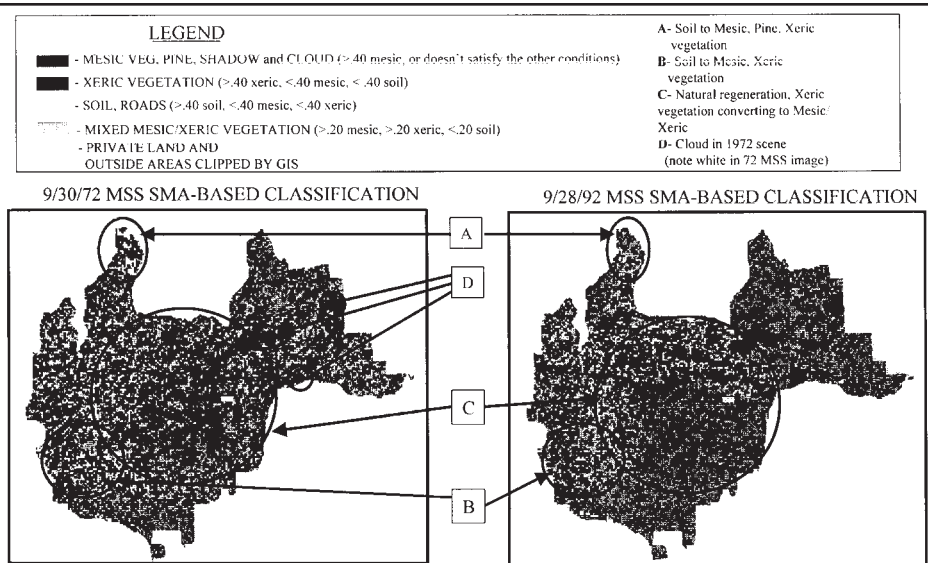 LEGEND
- MESIC VEG, PINE, SHADOW and CLOUD (>.40 mesic, or doesn't satisfy the other conditions)
- XERIC VEGETATION (>.40 xeric, <.40 mesic, < .40 soil)
- SOIL, ROADS (>.40 soil, <.40 mesic, <.40 xeric)
- MIXED MESIC/XERIC VEGETATION (>.20 mesic, >.20 xeric, <.20 soil)
- PRIVATE LAND AND
OUTSIDE AREAS CLIPPED BY GIS
A- Soil to Mesic, Pine, Xeric
vegetation
B- Soil to Mesic, Xeric
vegetation
C- Natural regeneration, Xeric
vegetation converting to Mesic/
Xeric
D- Cloud in 1972 scene
(note white in 72 MSS image)
9/30/72 MSS SMA-BASED CLASSIFICATION
9/28/92 MSS SMA-BASED CLASSIFICATION
A
D
C
B